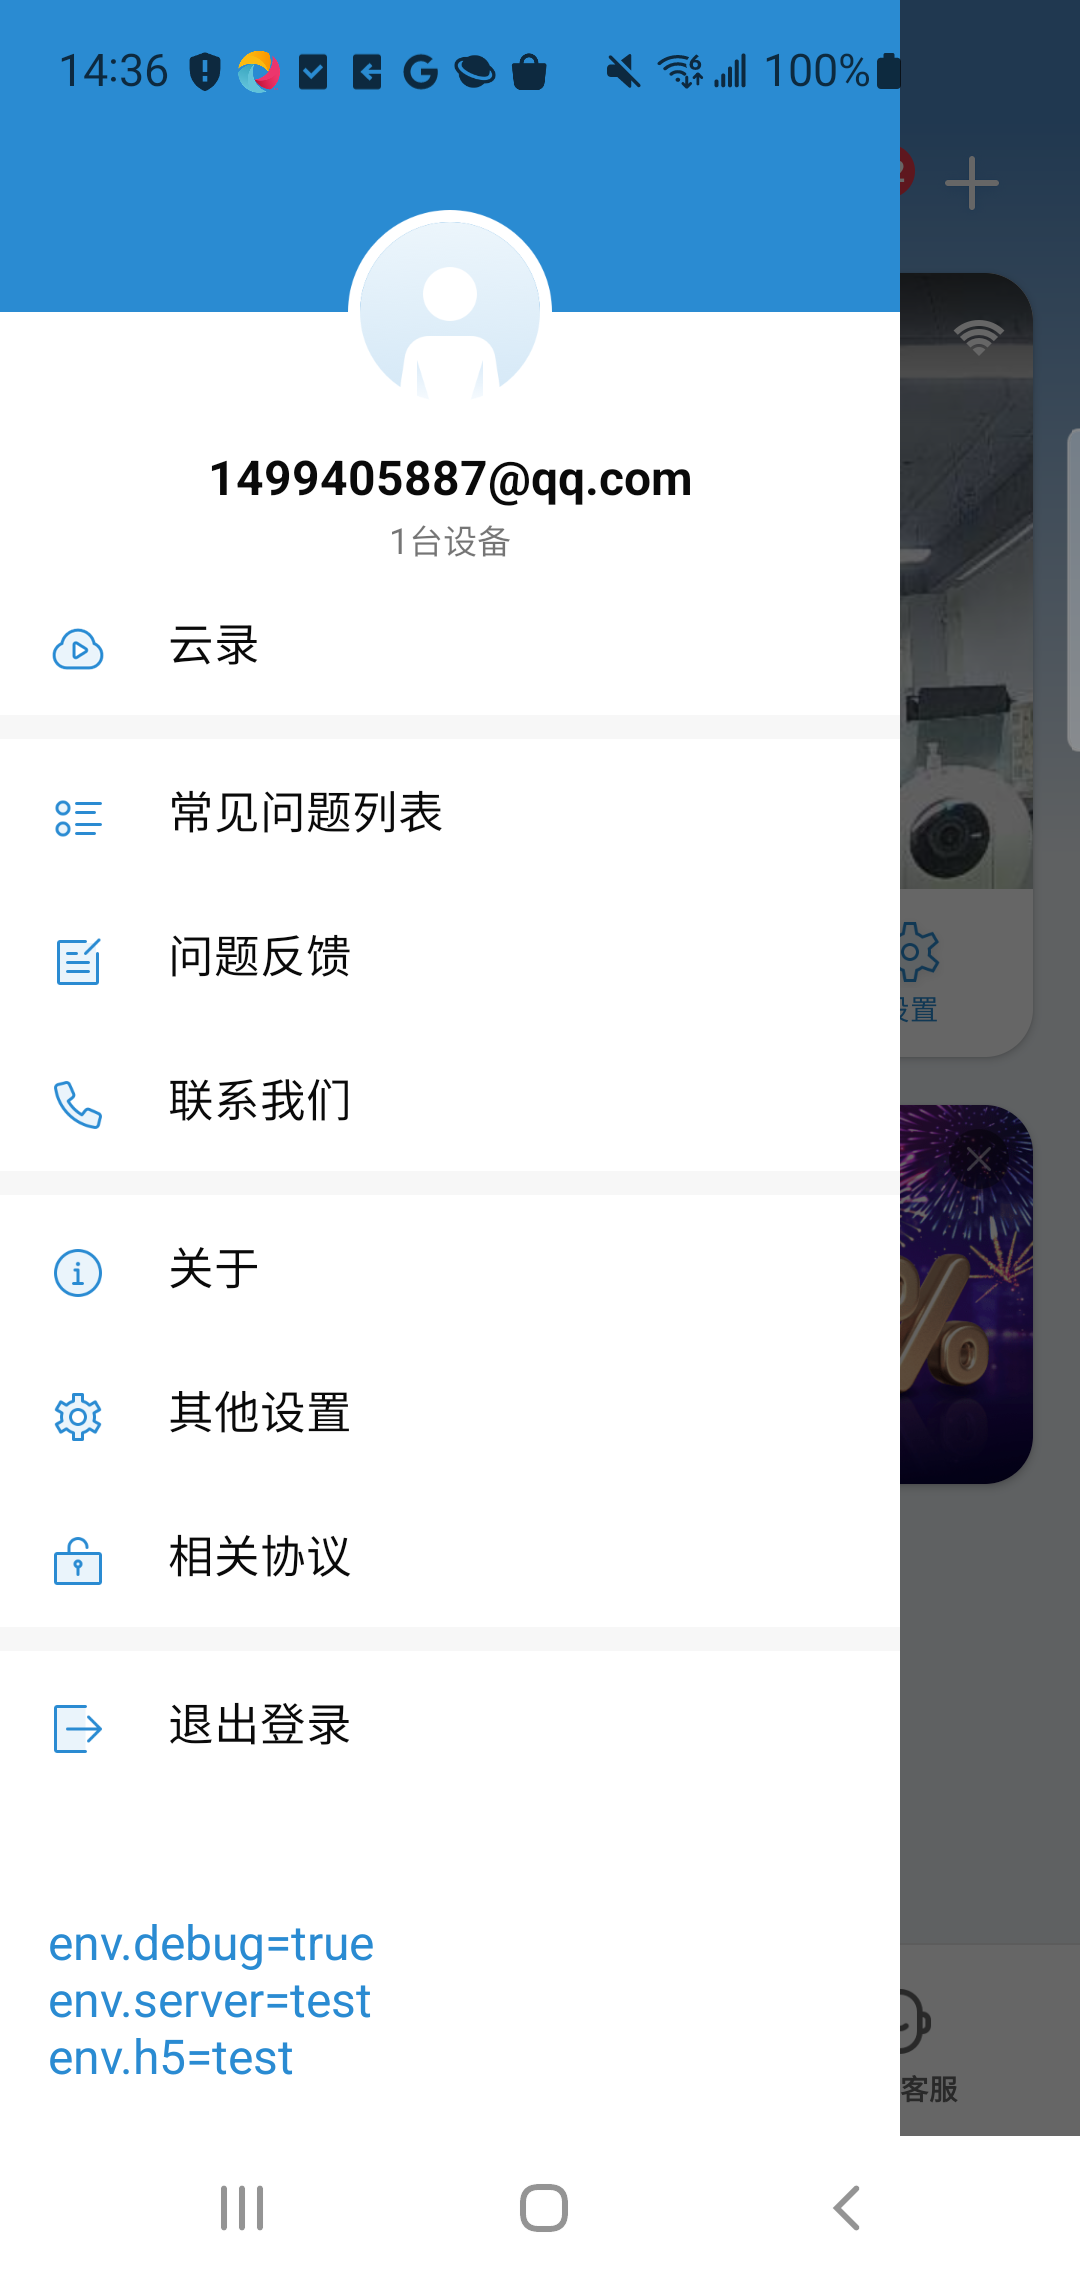 14:36
100%
1499405887@qq.com
1台设备
云录
常见问题列表
问题反馈
联系我们
置
%
关于
其他设置
相关协议
退出登录
env.debug=true
env.server=test
env.h5=test
客服